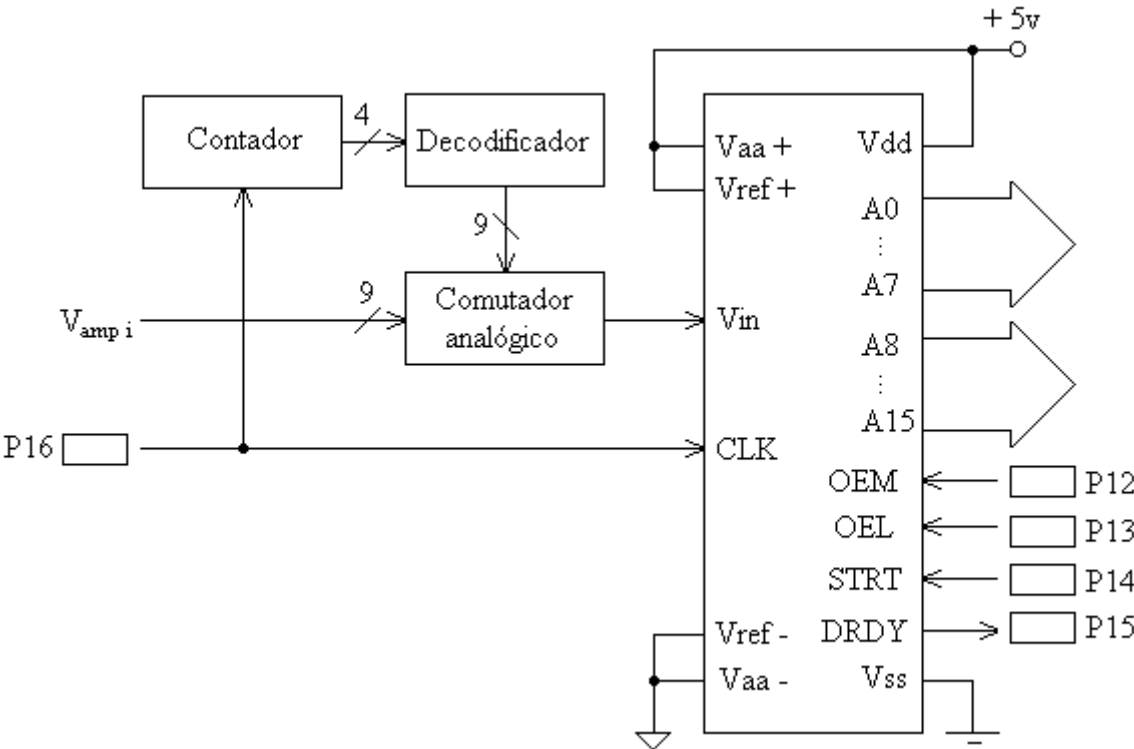 + 5v
Contador
4
Decodificador
9
V amp i
9
Comutador
analógico
P16
Vaa +
Vref +
Vin
CLK
Vref -
Vaa -
Vdd
A0
⋮
A7
A8
⋮
A15
OEM
OEL
STRT
DRDY
Vss
P12
P13
P14
P15